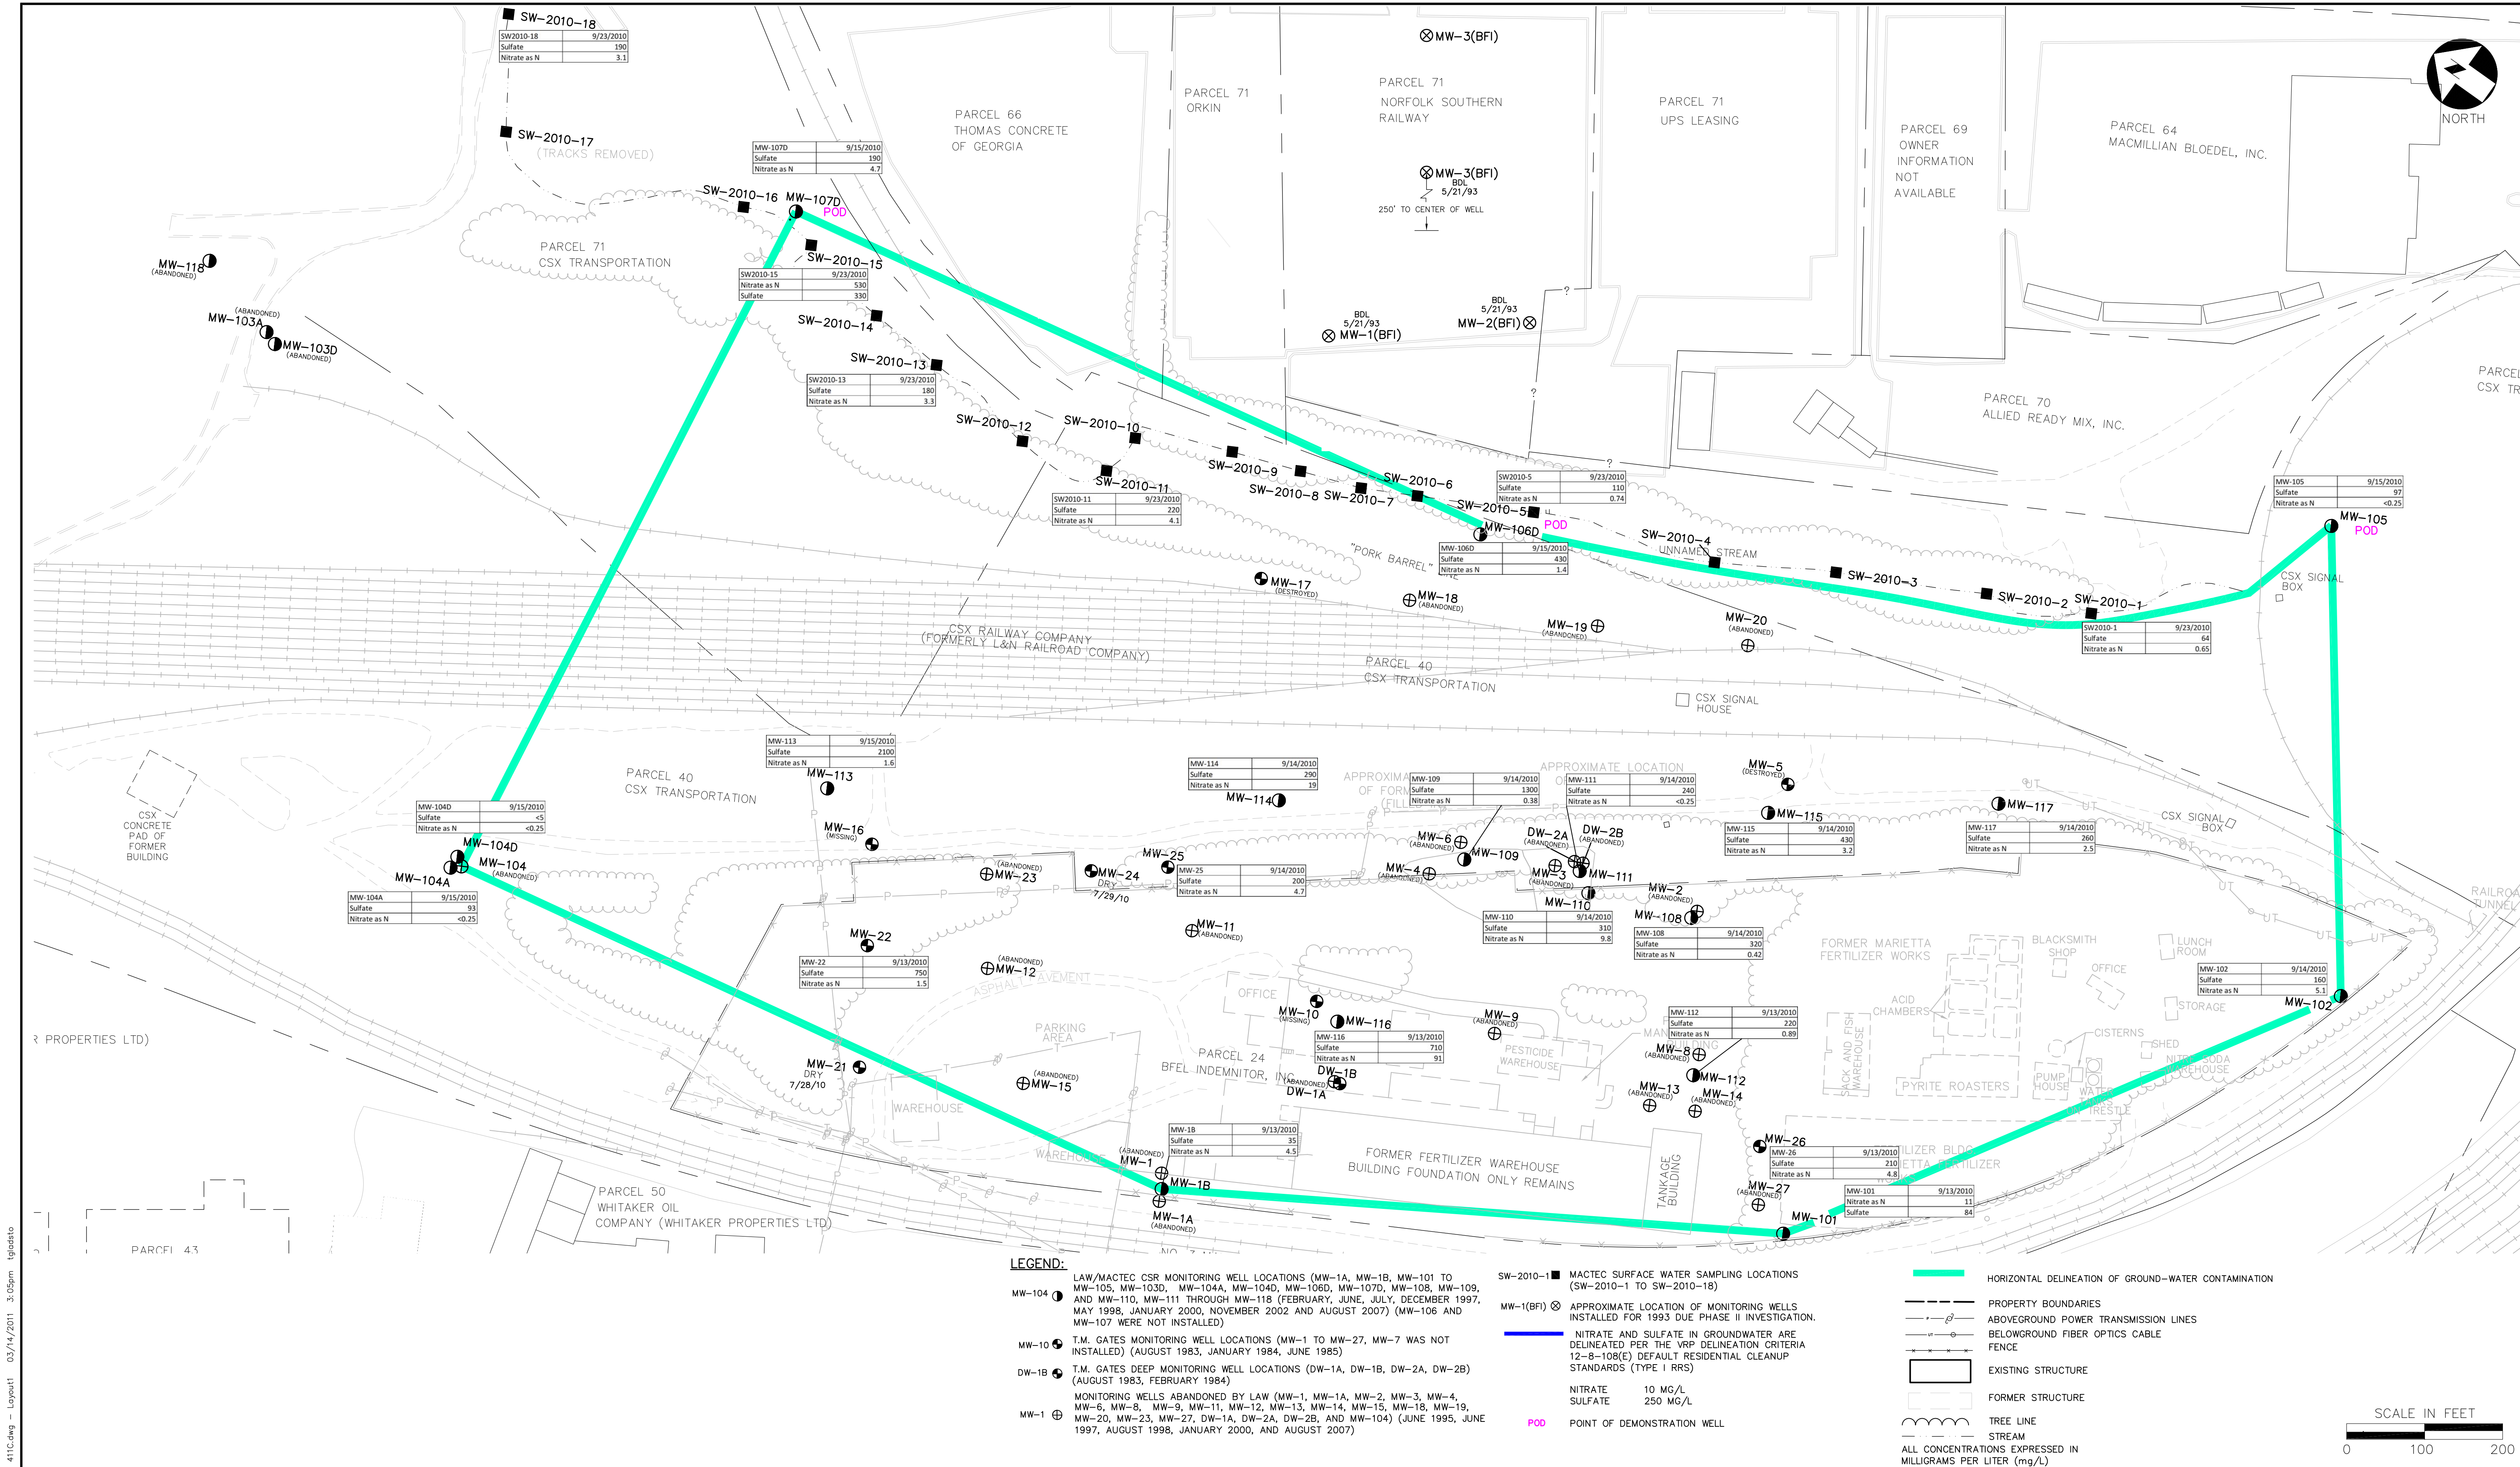 SW-2010-18
SW2010-18 9/23/2010
Sulfate 190
Nitrate as N 3.1
SW-2010-17
(TRACKS REMOVED)
MW-107D 9/15/2010
Sulfate 190
Nitrate as N 4.7
SW-2010-16
MW-107D
POD
PARCEL 66
THOMAS CONCRETE
OF GEORGIA
PARCEL 71
ORKIN
MW-3(BFI)
PARCEL 71
NORFOLK SOUTHERN
RAILWAY
MW-3(BFI)
BDL
5/21/93
250' TO CENTER OF WELL
PARCEL 71
UPS LEASING
PARCEL 69
OWNER
INFORMATION
NOT
AVAILABLE
PARCEL 64
MACMILLIAN BLOEDEL, INC.
NORTH
MW-118
(ABANDONED)
(ABANDONED)
MW-103A
MW-103D
(ABANDONED)
PARCEL 71
CSX TRANSPORTATION
SW-2010-15
SW2010-15 9/23/2010
Nitrate as N 530
Sulfate 330
SW-2010-14
SW-2010-13
SW2010-13 9/23/2010
Sulfate 180
Nitrate as N 3.3
BDL
5/21/93
MW-1(BFI)
BDL
5/21/93
MW-2(BFI)
?
?
?
PARCEL 70
ALLIED READY MIX, INC.
PARCEL
CSX TR
SW-2010-12
SW-2010-10
SW-2010-11
SW2010-11 9/23/2010
Sulfate 220
Nitrate as N 4.1
SW-2010-9
SW-2010-8
SW-2010-7
SW-2010-6
SW-2010-5
SW2010-5 9/23/2010
Sulfate 110
Nitrate as N 0.74
POD
MW-106D
MW-106D 9/15/2010
Sulfate 430
Nitrate as N 1.4
"PORK BARREL"
SW-2010-4
UNNAMED STREAM
SW-2010-3
SW-2010-2
SW-2010-1
SW2010-1 9/23/2010
Sulfate 64
Nitrate as N 0.65
MW-105 9/15/2010
Sulfate 97
Nitrate as N <0.25
MW-105
POD
CSX SIGNAL
BOX
MW-17
(DESTROYED)
MW-18
(ABANDONED)
MW-19
(ABANDONED)
MW-20
(ABANDONED)
CSX RAILWAY COMPANY
(FORMERLY L&N RAILROAD COMPANY)
PARCEL 40
CSX TRANSPORTATION
CSX SIGNAL
HOUSE
MW-113 9/15/2010
Sulfate 2100
Nitrate as N 1.6
MW-113
PARCEL 40
CSX TRANSPORTATION
CSX
CONCRETE
PAD OF
FORMER
BUILDING
MW-104D 9/15/2010
Sulfate <5
Nitrate as N <0.25
MW-104D
MW-104
(ABANDONED)
MW-104A
MW-104A 9/15/2010
Sulfate 93
Nitrate as N <0.25
MW-16
(MISSING)
MW-114 9/14/2010
Sulfate 290
Nitrate as N 19
MW-114
MW-109 9/14/2010
Sulfate 1300
Nitrate as N 0.38
APPROXIMATE LOCATION
MW-111 9/14/2010
Sulfate 240
Nitrate as N <0.25
MW-5
(DESTROYED)
MW-115
MW-115 9/14/2010
Sulfate 430
Nitrate as N 3.2
MW-117
MW-117 9/14/2010
Sulfate 260
Nitrate as N 2.5
CSX SIGNAL
BOX
(ABANDONED)
MW-23
MW-24
DRY
7/29/10
MW-25
MW-25 9/14/2010
Sulfate 200
Nitrate as N 4.7
MW-6
(ABANDONED)
MW-109
MW-4
(ABANDONED)
DW-2A
(ABANDONED)
DW-2B
(ABANDONED)
MW-3
(ABANDONED)
MW-111
MW-110
MW-110 9/14/2010
Sulfate 310
Nitrate as N 9.8
MW-2
(ABANDONED)
MW-108
MW-108 9/14/2010
Sulfate 320
Nitrate as N 0.42
MW-22
MW-22 9/13/2010
Sulfate 750
Nitrate as N 1.5
MW-11
(ABANDONED)
(ABANDONED)
MW-12
OFFICE
MW-10
(MISSING)
MW-116
MW-116 9/13/2010
Sulfate 710
Nitrate as N 91
MW-9
(ABANDONED)
PESTICIDE
WAREHOUSE
MW-112 9/13/2010
Sulfate 220
Nitrate as N 0.89
MW-8
(ABANDONED)
MW-112
MW-13
(ABANDONED)
MW-14
(ABANDONED)
FORMER MARIETTA
FERTILIZER WORKS
BLACKSMITH
SHOP
LUNCH
ROOM
OFFICE
STORAGE
ACID
CHAMBERS
SACK AND FISH
WAREHOUSE
PYRITE ROASTERS
CISTERNS
SHED
PUMP
HOUSE
MW-102 9/14/2010
Sulfate 160
Nitrate as N 5.1
MW-102
R PROPERTIES LTD)
MW-21
DRY
7/28/10
PARKING
AREA
(ABANDONED)
MW-15
WAREHOUSE
PARCEL 24
BFEL INDEMNITOR, INC.
DW-1B
(ABANDONED)
DW-1A
MW-1B 9/13/2010
Sulfate 35
Nitrate as N 4.5
WAREHOUSE
(ABANDONED)
MW-1
MW-1B
MW-1A
(ABANDONED)
FORMER FERTILIZER WAREHOUSE
BUILDING FOUNDATION ONLY REMAINS
TANKAGE
BUILDING
MW-26
MW-26 9/13/2010
Sulfate 210
Nitrate as N 4.8
MW-27
(ABANDONED)
MW-101 9/13/2010
Nitrate as N 11
Sulfate 84
MW-101
PARCEL 43
PARCEL 50
WHITAKER OIL
COMPANY (WHITAKER PROPERTIES LTD)
LEGEND:
MW-104 LAW/MACTEC CSR MONITORING WELL LOCATIONS (MW-1A, MW-1B, MW-101 TO
MW-105, MW-103D, MW-104A, MW-104D, MW-106D, MW-107D, MW-108, MW-109,
AND MW-110, MW-111 THROUGH MW-118 (FEBRUARY, JUNE, JULY, DECEMBER 1997,
MAY 1998, JANUARY 2000, NOVEMBER 2002 AND AUGUST 2007) (MW-106 AND
MW-107 WERE NOT INSTALLED)
MW-10 T.M. GATES MONITORING WELL LOCATIONS (MW-1 TO MW-27, MW-7 WAS NOT
INSTALLED) (AUGUST 1983, JANUARY 1984, JUNE 1985)
DW-1B T.M. GATES DEEP MONITORING WELL LOCATIONS (DW-1A, DW-1B, DW-2A, DW-2B)
(AUGUST 1983, FEBRUARY 1984)
MW-1 MONITORING WELLS ABANDONED BY LAW (MW-1, MW-1A, MW-2, MW-3, MW-4,
MW-6, MW-8, MW-9, MW-11, MW-12, MW-13, MW-14, MW-15, MW-18, MW-19,
MW-20, MW-23, MW-27, DW-1A, DW-2A, DW-2B, AND MW-104) (JUNE 1995, JUNE
1997, AUGUST 1998, JANUARY 2000, AND AUGUST 2007)
SW-2010-1 MACTEC SURFACE WATER SAMPLING LOCATIONS
(SW-2010-1 TO SW-2010-18)
MW-1(BFI) APPROXIMATE LOCATION OF MONITORING WELLS
INSTALLED FOR 1993 DUE PHASE II INVESTIGATION.
NITRATE AND SULFATE IN GROUNDWATER ARE
DELINEATED PER THE VRP DELINEATION CRITERIA
12-8-108(E) DEFAULT RESIDENTIAL CLEANUP
STANDARDS (TYPE I RRS)
NITRATE 10 MG/L
SULFATE 250 MG/L
POD POINT OF DEMONSTRATION WELL
HORIZONTAL DELINEATION OF GROUND-WATER CONTAMINATION
PROPERTY BOUNDARIES
ABOVEGROUND POWER TRANSMISSION LINES
BELOWGROUND FIBER OPTICS CABLE
FENCE
EXISTING STRUCTURE
FORMER STRUCTURE
TREE LINE
STREAM
ALL CONCENTRATIONS EXPRESSED IN
MILLIGRAMS PER LITER (mg/L)
SCALE IN FEET
0 100 200
411C.dwg - Layout1 03/14/2011 3:05pm tgladsto